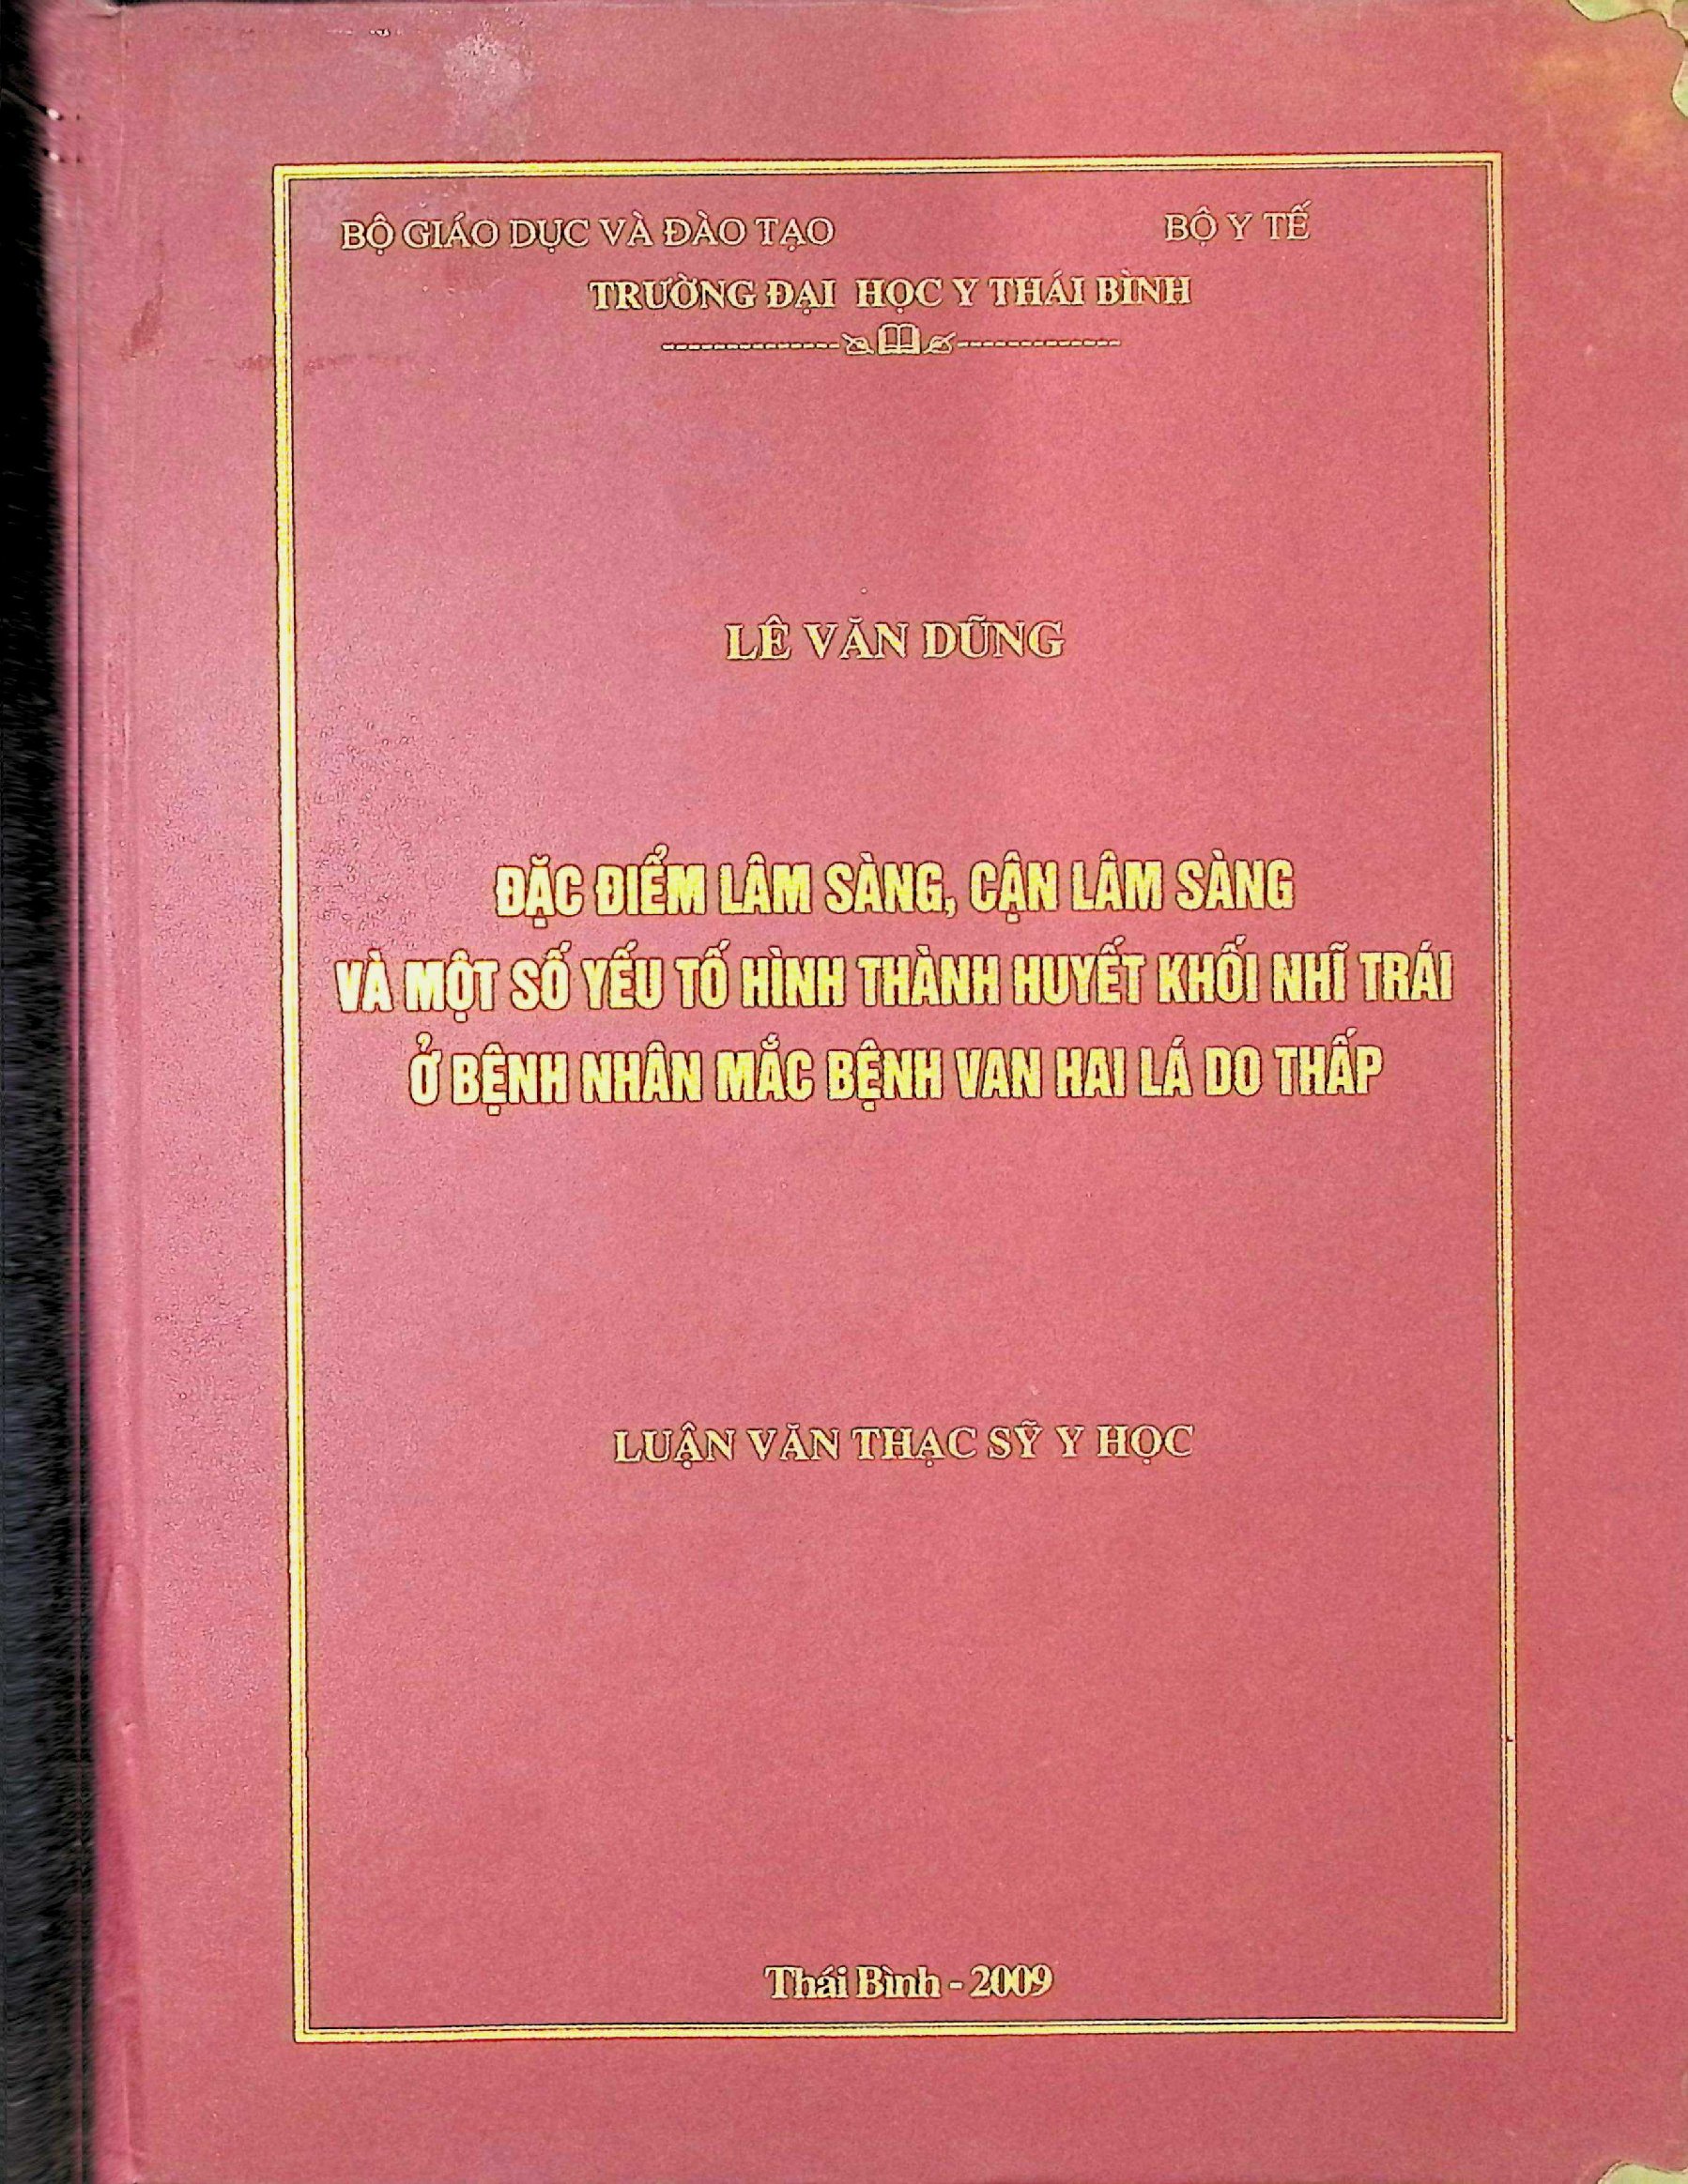 BỘ GIÁO DỤC VÀ ĐÀO TẠO BỘ Y TẾ
TRƯỜNG ĐẠI HỌC Y THÁI BÌNH
LÊ VĂN DŨNG
ĐẶC ĐIỂM LÂM SÀNG, CẬN LÂM SÀNG
VÀ MỘT SỐ YẾU TỐ HÌNH THÀNH HUYẾT KHỐI NHĨ TRÁI
Ở BỆNH NHÂN MẮC BỆNH VAN HAI LÁ DO THẤP
LUẬN VĂN THẠC SỸ Y HỌC
Thái Bình - 2009